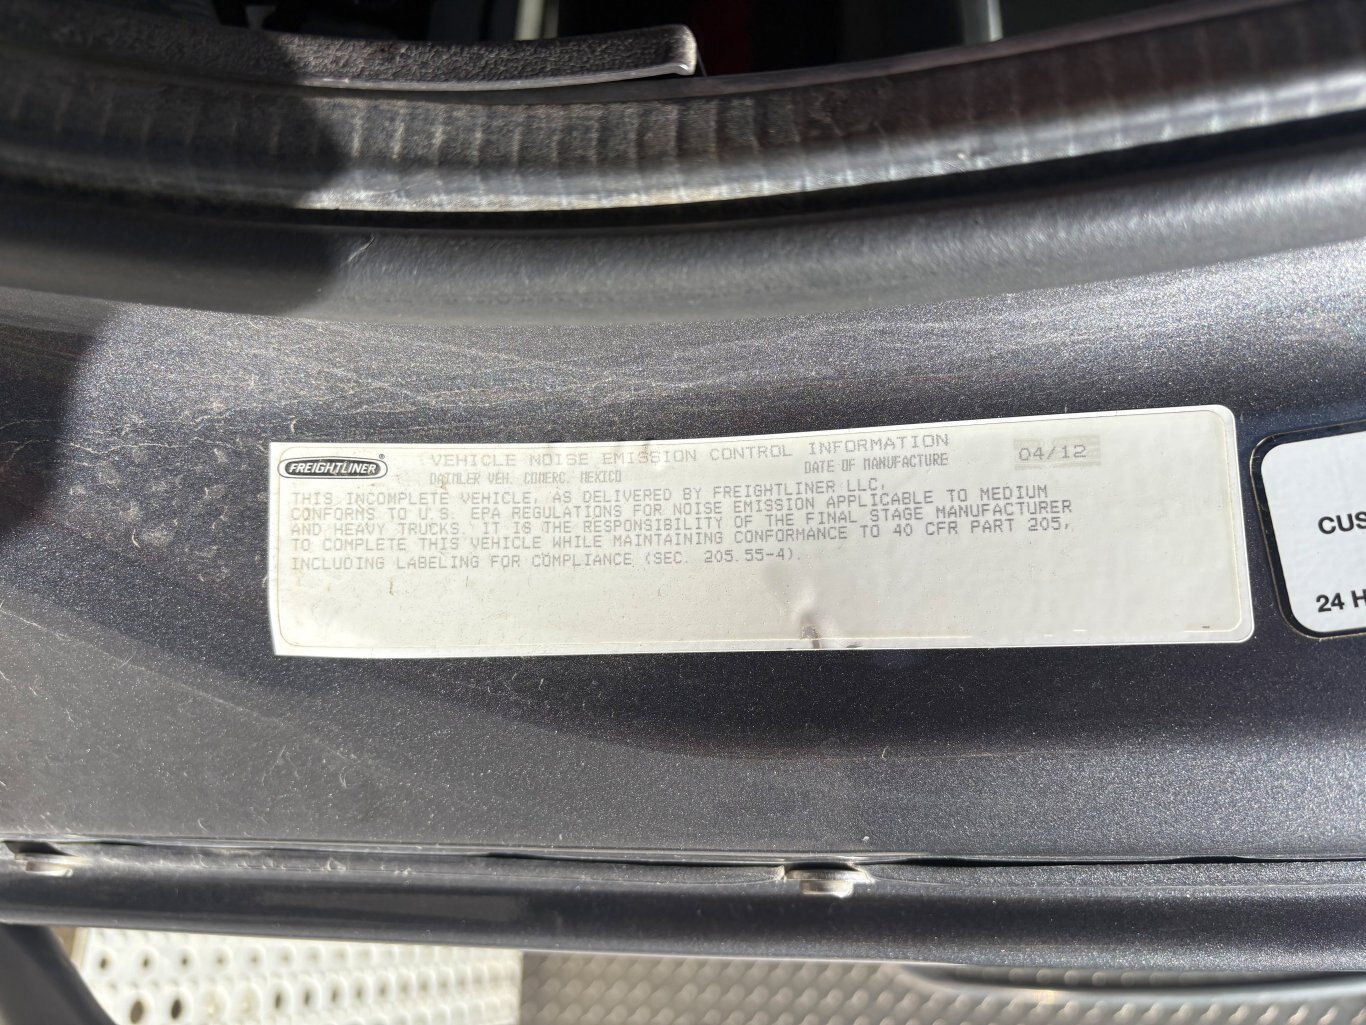 FREIGHTLINER®
VEHICLE NOISE EMISSION CONTROL INFORMATION
DAIMLER VEH. COMERC. MEXICO DATE OF MANUFACTURE 04/12
THIS INCOMPLETE VEHICLE, AS DELIVERED BY FREIGHTLINER LLC,
CONFORMS TO U.S. EPA REGULATIONS FOR NOISE EMISSION APPLICABLE TO MEDIUM
AND HEAVY TRUCKS. IT IS THE RESPONSIBILITY OF THE FINAL STAGE MANUFACTURER
TO COMPLETE THIS VEHICLE WHILE MAINTAINING CONFORMANCE TO 40 CFR PART 205,
INCLUDING LABELING FOR COMPLIANCE (SEC. 205.55-4).
CUS
24 H